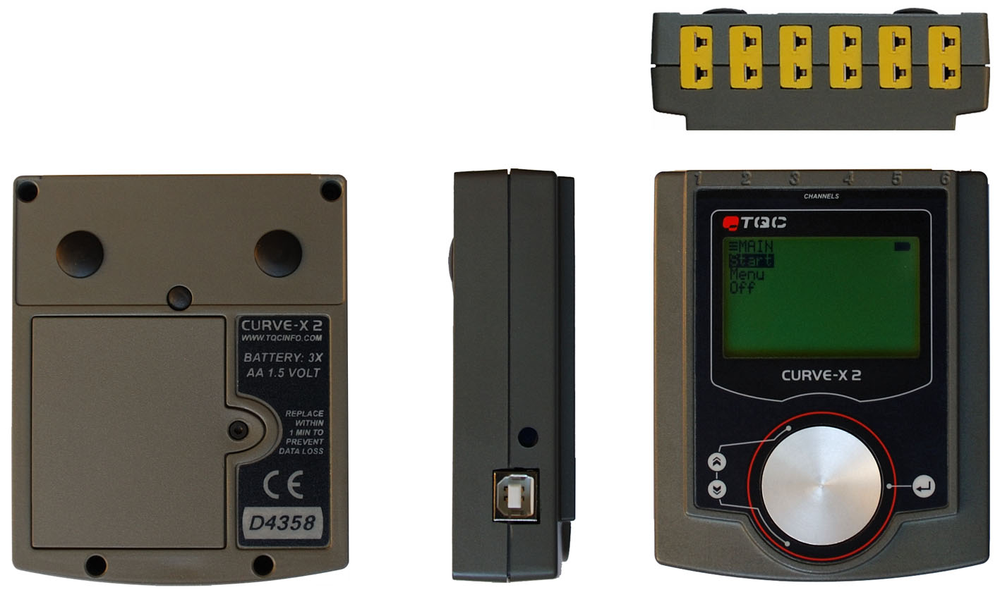 CURVE-X 2
WWW.TQCINFO.COM
BATTERY: 3X
AA 1.5 VOLT
REPLACE
WITHIN
1 MIN TO
PREVENT
DATA LOSS
CE
D4358
1 2 3 4 5 6
CHANNELS
TQC
≡MAIN
Start
Menu
Off
CURVE-X 2